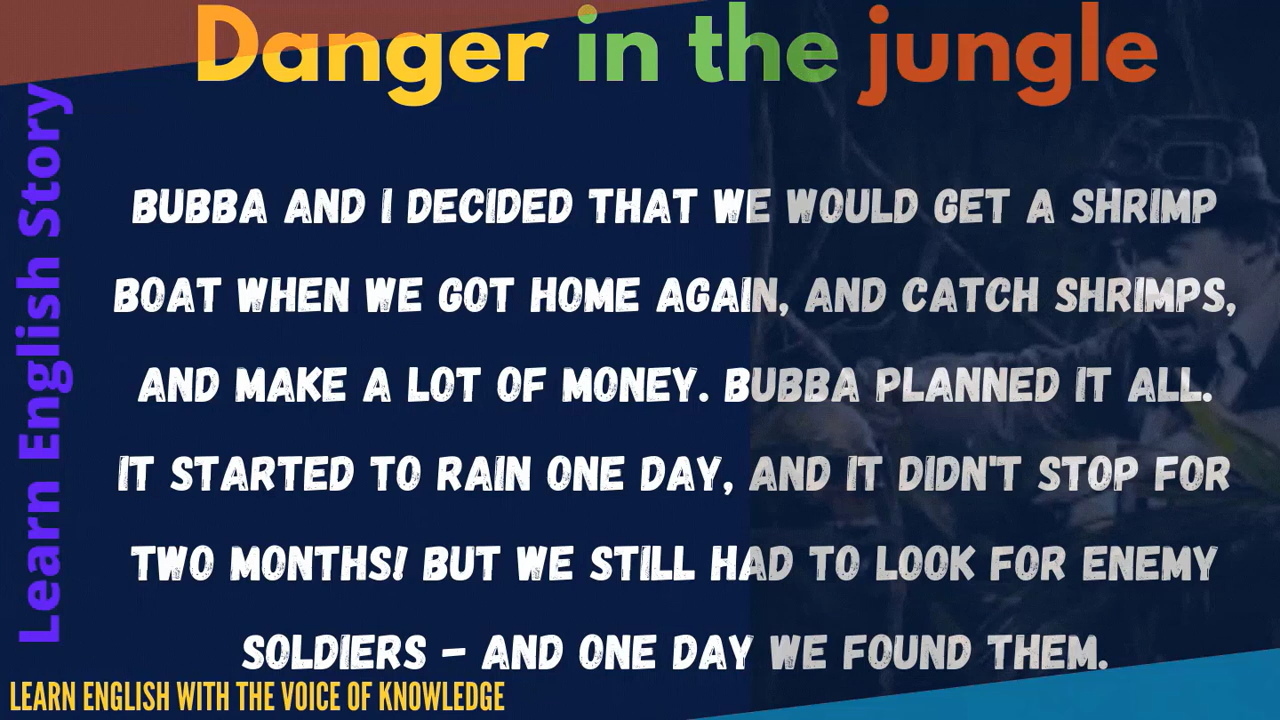 Danger in the jungle
Learn English Story
BUBBA AND I DECIDED THAT WE WOULD GET A SHRIMP
BOAT WHEN WE GOT HOME AGAIN, AND CATCH SHRIMPS,
AND MAKE A LOT OF MONEY. BUBBA PLANNED IT ALL.
IT STARTED TO RAIN ONE DAY, AND IT DIDN'T STOP FOR
TWO MONTHS! BUT WE STILL HAD TO LOOK FOR ENEMY
SOLDIERS – AND ONE DAY WE FOUND THEM.
LEARN ENGLISH WITH THE VOICE OF KNOWLEDGE